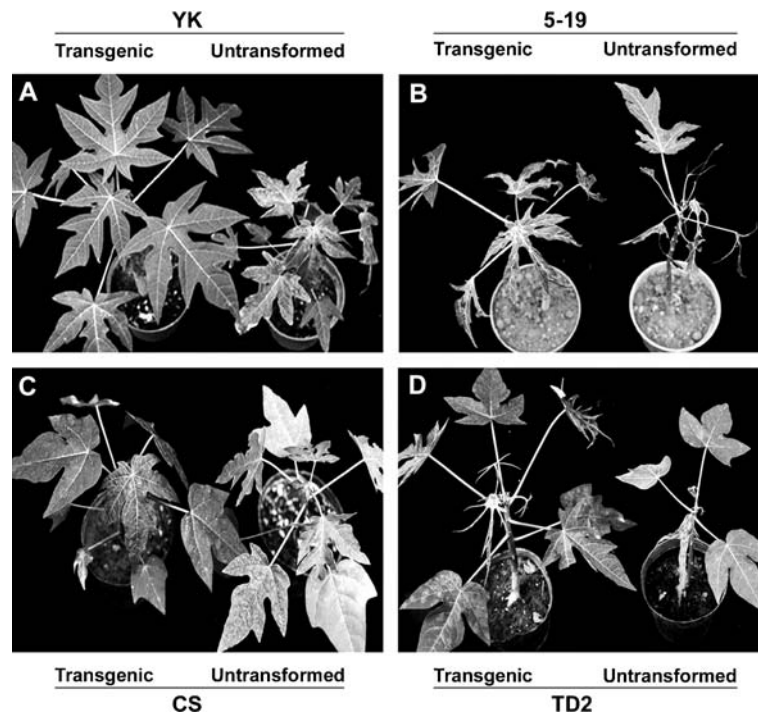 YK 5-19
Transgenic Untransformed Transgenic Untransformed
A B
C D
Transgenic Untransformed Transgenic Untransformed
CS TD2